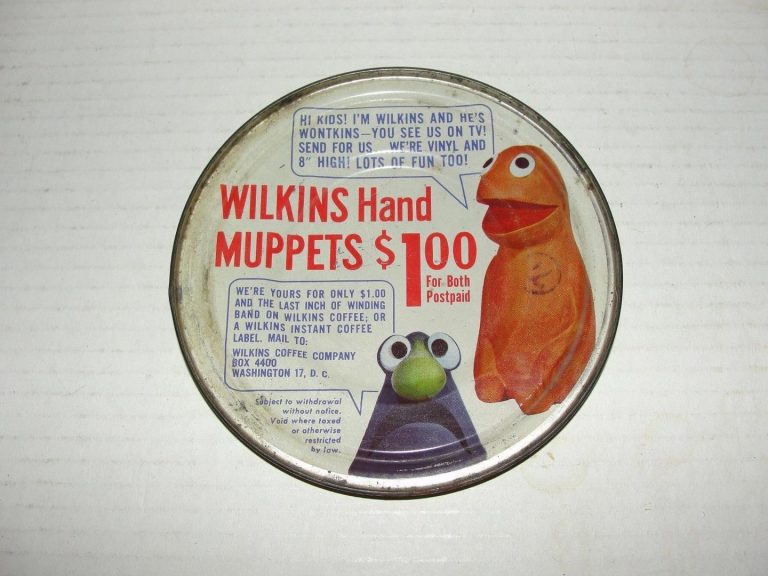 HI KIDS! I'M WILKINS AND HE'S
WONTKINS—YOU SEE US ON TV!
SEND FOR US. WE'RE VINYL AND
8" HIGH! LOTS OF FUN TOO!
WILKINS Hand
MUPPETS $1.00
For Both
Postpaid
WE'RE YOURS FOR ONLY $1.00
AND THE LAST INCH OF WINDING
BAND ON WILKINS COFFEE; OR
A WILKINS INSTANT COFFEE
LABEL. MAIL TO:
WILKINS COFFEE COMPANY
BOX 4400
WASHINGTON 17, D. C.
Subject to withdrawal
without notice.
Void where taxed
or otherwise
restricted
by law.